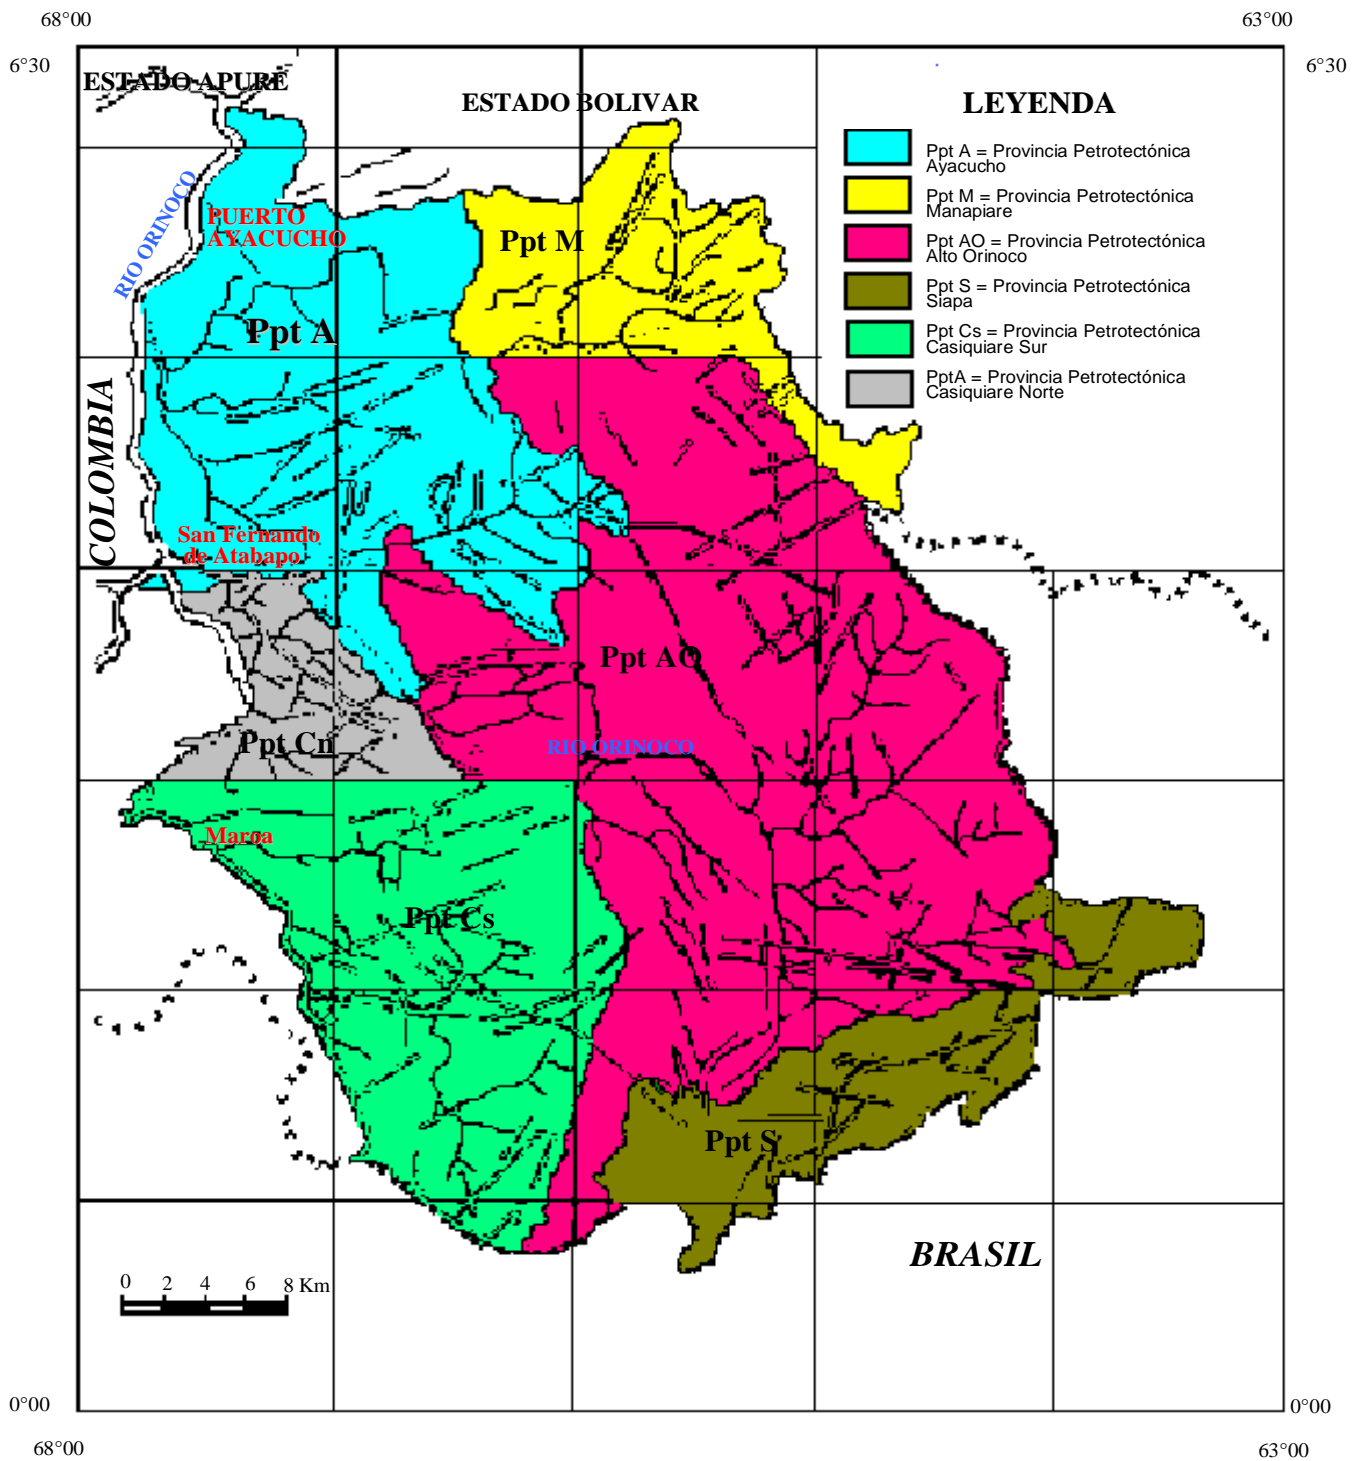 68°00
63°00
6°30
6°30
ESTADO APURE
ESTADO BOLIVAR
LEYENDA
Ppt A = Provincia Petrotectónica
Ayacucho
Ppt M = Provincia Petrotectónica
Manapiare
Ppt AO = Provincia Petrotectónica
Alto Orinoco
Ppt S = Provincia Petrotectónica
Siapa
Ppt Cs = Provincia Petrotectónica
Casiquiare Sur
PptA = Provincia Petrotectónica
Casiquiare Norte
RIO ORINOCO
PUERTO
AYACUCHO
Ppt M
Ppt A
COLOMBIA
San Fernando
de Atabapo
Ppt AO
Ppt Cn
RIO ORINOCO
Maroa
Ppt Cs
Ppt S
BRASIL
0 2 4 6 8 Km
0°00
0°00
68°00
63°00